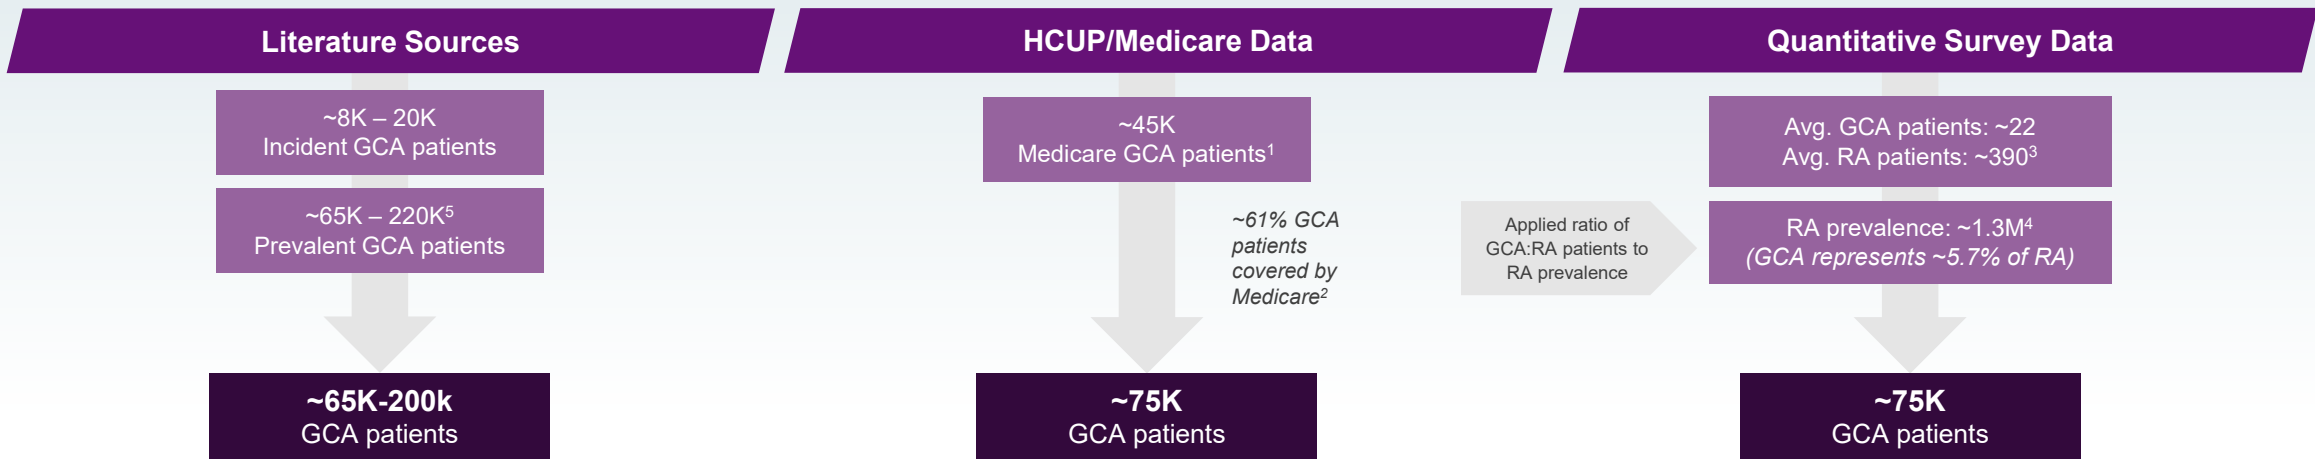 Literature Sources
~8K – 20K
Incident GCA patients
~65K – 220K⁵
Prevalent GCA patients
~65K-200k
GCA patients
HCUP/Medicare Data
~45K
Medicare GCA patients¹
~61% GCA
patients
covered by
Medicare²
~75K
GCA patients
Quantitative Survey Data
Avg. GCA patients: ~22
Avg. RA patients: ~390³
Applied ratio of
GCA:RA patients to
RA prevalence
RA prevalence: ~1.3M⁴
(GCA represents ~5.7% of RA)
~75K
GCA patients